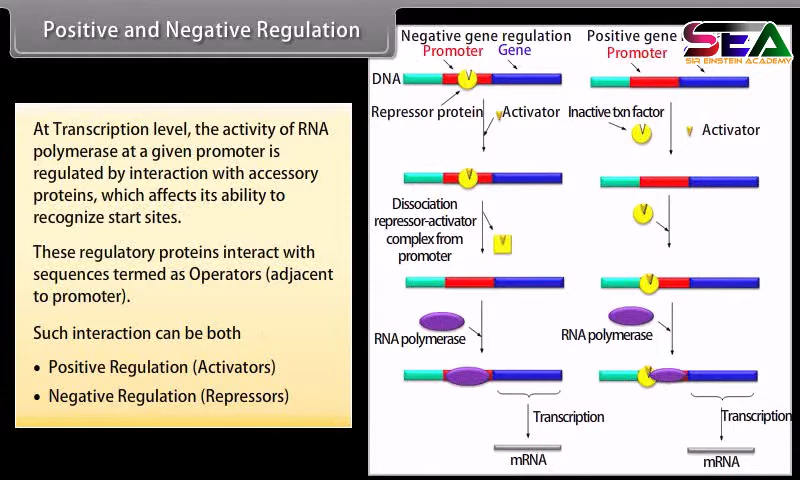 Positive and Negative Regulation
At Transcription level, the activity of RNA
polymerase at a given promoter is
regulated by interaction with accessory
proteins, which affects its ability to
recognize start sites.
These regulatory proteins interact with
sequences termed as Operators (adjacent
to promoter).
Such interaction can be both
• Positive Regulation (Activators)
• Negative Regulation (Repressors)
Negative gene regulation
Promoter Gene
DNA
Repressor protein
Activator
Dissociation
repressor-activator
complex from
promoter
RNA polymerase
Transcription
mRNA
Positive gene
Promoter
Inactive txn factor
Activator
RNA polymerase
Transcription
mRNA
SEA
SIR EINSTEIN ACADEMY